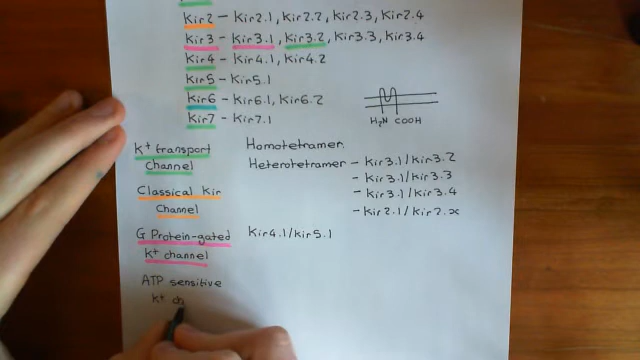 Kir2 - Kir2.1, Kir2.2, Kir2.3, Kir2.4
Kir3 - Kir3.1, Kir3.2, Kir3.3, Kir3.4
Kir4 - Kir4.1, Kir4.2
Kir5 - Kir5.1
Kir6 - Kir6.1, Kir6.2
Kir7 - Kir7.1
H₂N COOH
K⁺ transport channel
Homotetramer.
Heterotetramer - Kir3.1/Kir3.2
- Kir3.1/Kir3.3
- Kir3.1/Kir3.4
- Kir2.1/Kir2.x
Classical Kir Channel
G Protein-gated K⁺ channel
Kir4.1/Kir5.1
ATP sensitive
K⁺ ch